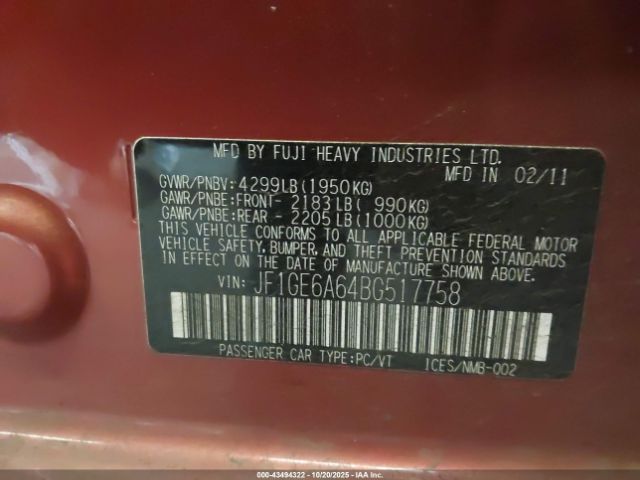 MFD BY FUJI HEAVY INDUSTRIES LTD.
MFD IN 02/11
GVWR/PNBV: 4299LB(1950KG)
GAWR/PNBE:FRONT- 2183LB( 990KG)
GAWR/PNBE:REAR - 2205LB(1000KG)
THIS VEHICLE CONFORMS TO ALL APPLICABLE FEDERAL MOTOR
VEHICLE SAFETY, BUMPER, AND THEFT PREVENTION STANDARDS
IN EFFECT ON THE DATE OF MANUFACTURE SHOWN ABOVE.
VIN: JF1GE6A64BG517758
PASSENGER CAR TYPE:PC/VT ICES/NMB-002
000-43494322 | 10/20/2025 | IAAI.CA